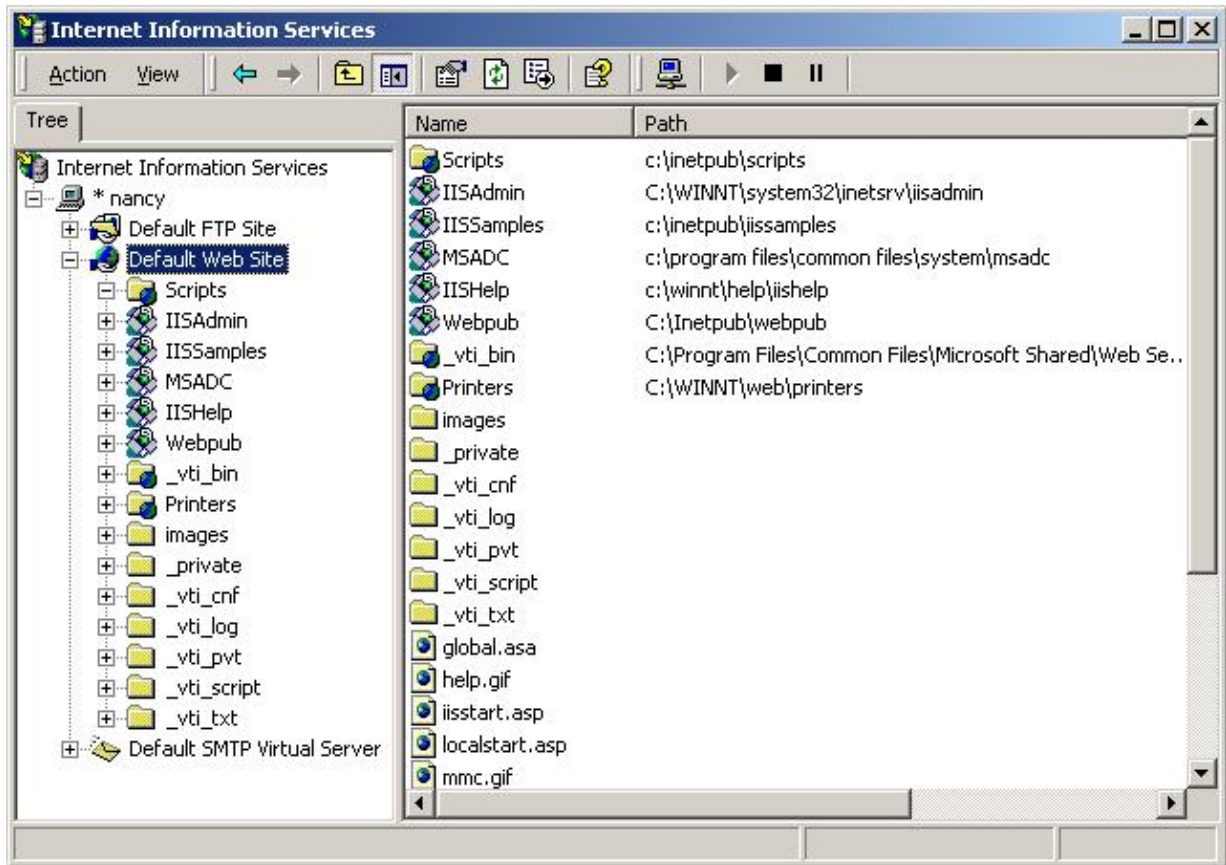 Internet Information Services
Action View
Tree
Internet Information Services
* nancy
Default FTP Site
Default Web Site
Scripts
IISAdmin
IISSamples
MSADC
IISHelp
Webpub
_vti_bin
Printers
images
_private
_vti_cnf
_vti_log
_vti_pvt
_vti_script
_vti_txt
Default SMTP Virtual Server
Name Path
Scripts c:\inetpub\scripts
IISAdmin C:\WINNT\system32\inetsrv\iisadmin
IISSamples c:\inetpub\iissamples
MSADC c:\program files\common files\system\msadc
IISHelp c:\winnt\help\iishelp
Webpub C:\Inetpub\webpub
_vti_bin C:\Program Files\Common Files\Microsoft Shared\Web Se..
Printers C:\WINNT\web\printers
images
_private
_vti_cnf
_vti_log
_vti_pvt
_vti_script
_vti_txt
global.asa
help.gif
iisstart.asp
localstart.asp
mmc.gif